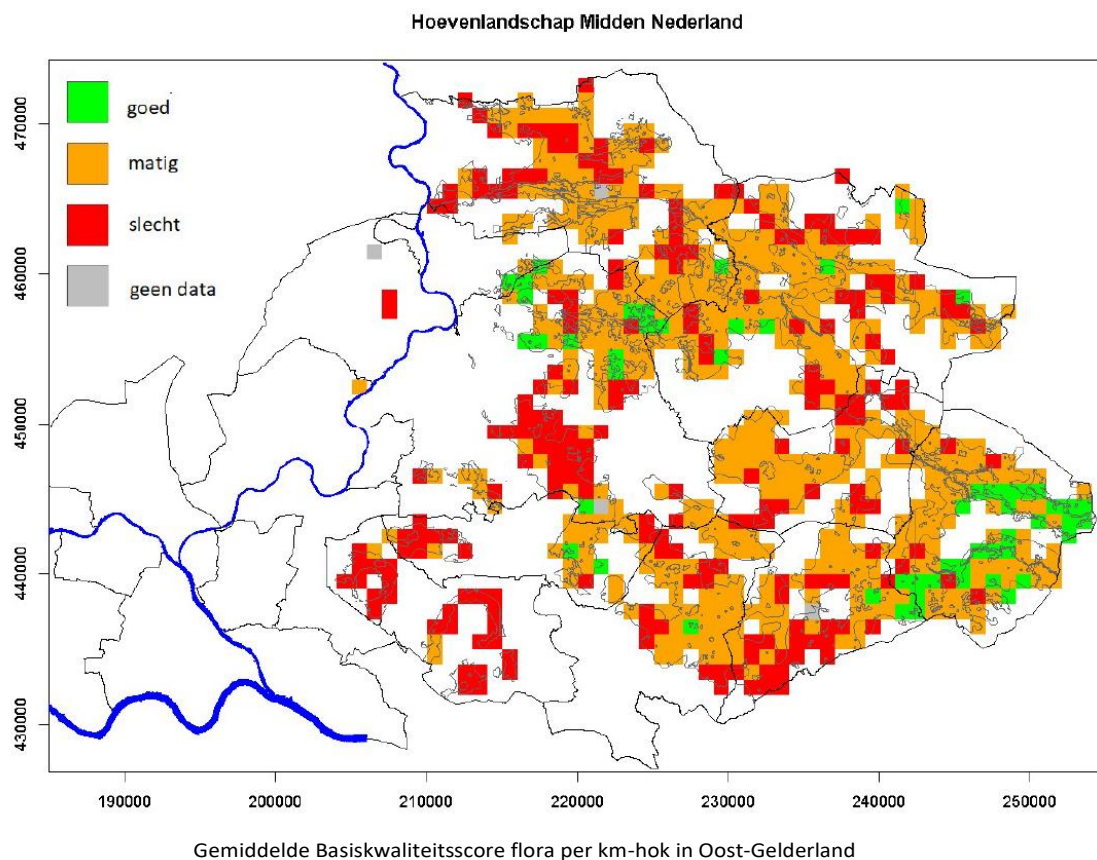 Hoevenlandschap Midden Nederland
goed
matig
slecht
geen data
470000
460000
450000
440000
430000
190000 200000 210000 220000 230000 240000 250000
Gemiddelde Basiskwaliteitsscore flora per km-hok in Oost-Gelderland